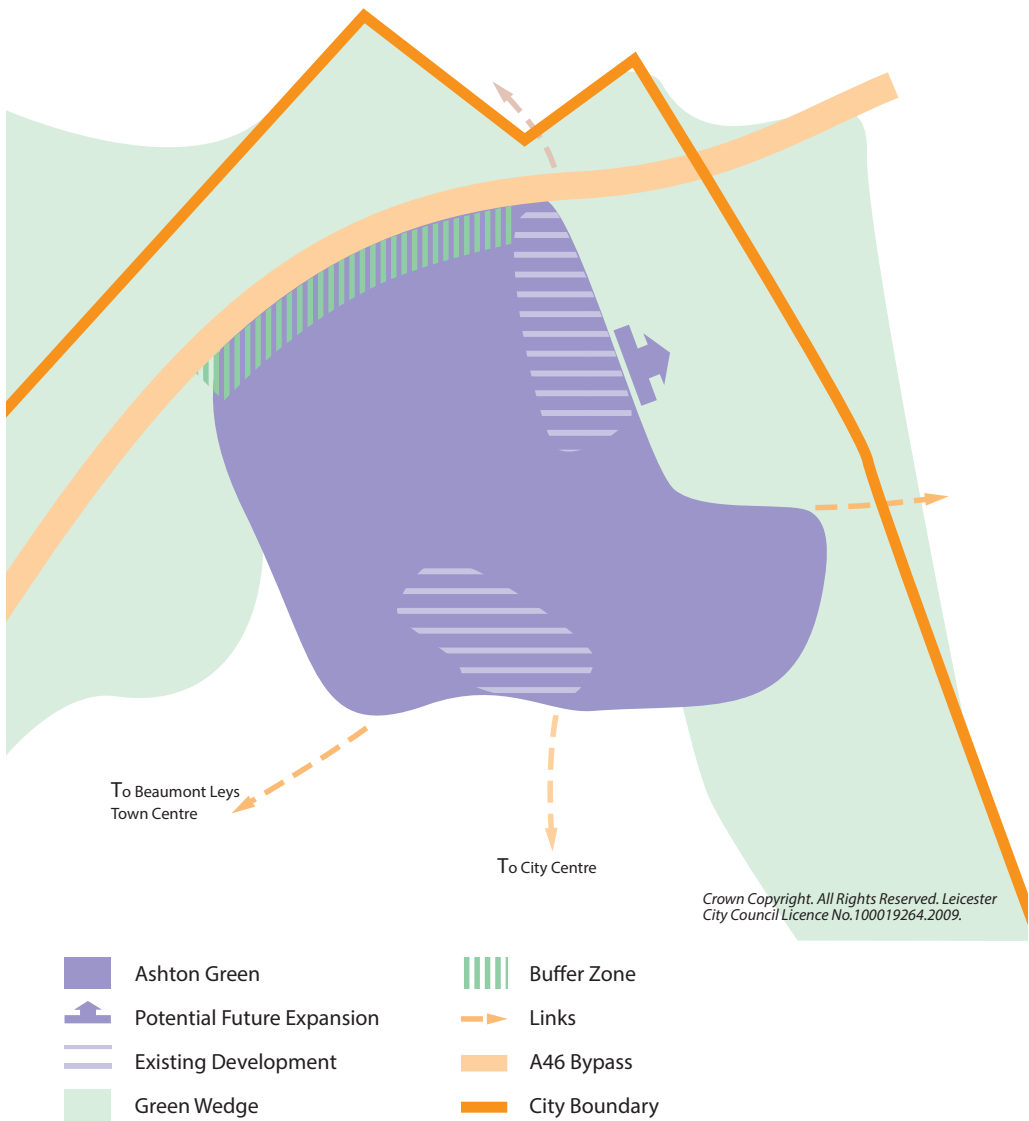 To Beaumont Leys
Town Centre
To City Centre
Crown Copyright. All Rights Reserved. Leicester
City Council Licence No.100019264.2009.
Ashton Green
Potential Future Expansion
Existing Development
Green Wedge
Buffer Zone
Links
A46 Bypass
City Boundary